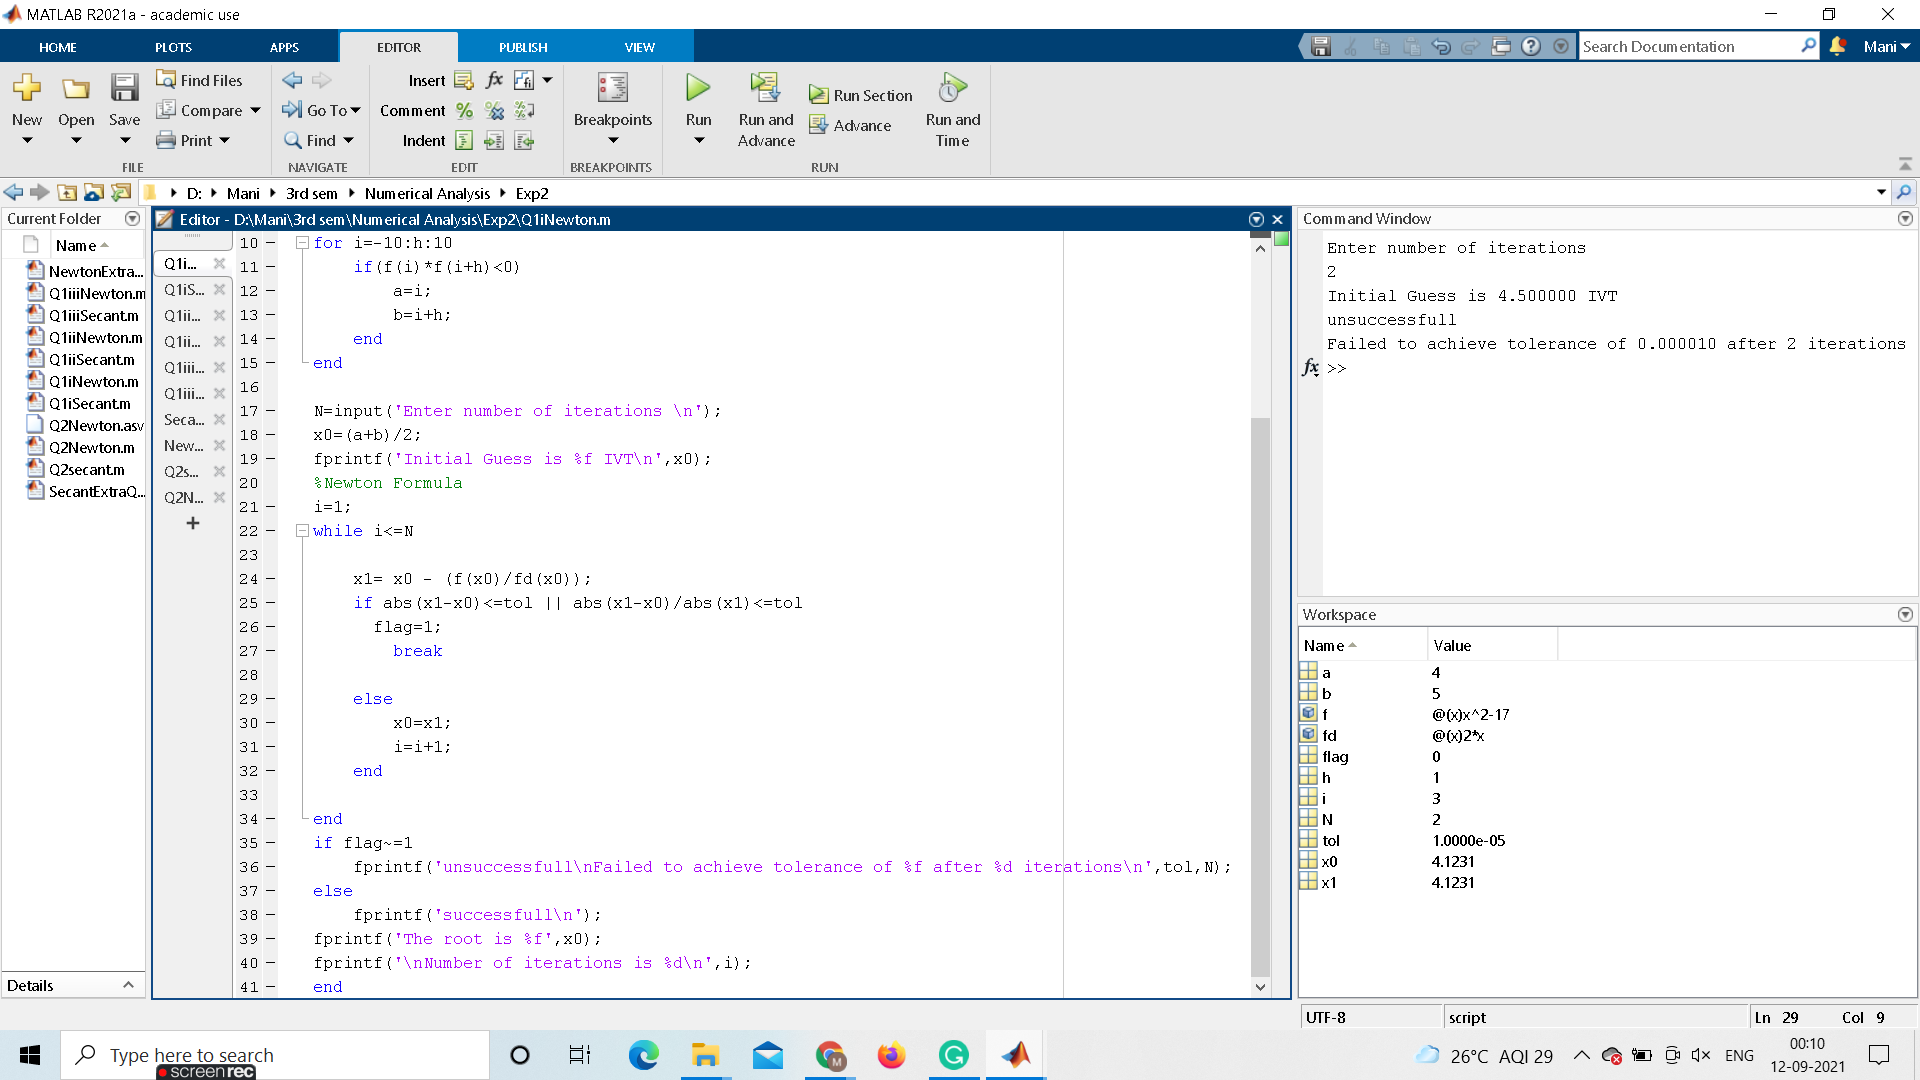 MATLAB R2021a - academic use
HOME PLOTS APPS EDITOR PUBLISH VIEW
Search Documentation
Mani
New Open Save
Find Files
Compare
Print
FILE
Go To
Find
NAVIGATE
Insert
Comment
Indent
EDIT
fx
fi
Breakpoints
BREAKPOINTS
Run
Run and Advance
Run Section
Advance
Run and Time
RUN
D: Mani 3rd sem Numerical Analysis Exp2
Current Folder
Name
NewtonExtra...
Q1iiiNewton.m
Q1iiiSecant.m
Q1iiNewton.m
Q1iiSecant.m
Q1iNewton.m
Q1iSecant.m
Q2Newton.asv
Q2Newton.m
Q2secant.m
SecantExtraQ...
Details
Editor - D:\Mani\3rd sem\Numerical Analysis\Exp2\Q1iNewton.m
Q1i...
Q1iS...
Q1ii...
Q1ii...
Q1iii...
Q1iii...
Seca...
New...
Q2s...
Q2N...
+
10 – for i=-10:h:10
11 – if(f(i)*f(i+h)<0)
12 – a=i;
13 – b=i+h;
14 – end
15 – end
16
17 – N=input('Enter number of iterations \n');
18 – x0=(a+b)/2;
19 – fprintf('Initial Guess is %f IVT\n',x0);
20 %Newton Formula
21 – i=1;
22 – while i<=N
23
24 – x1= x0 - (f(x0)/fd(x0));
25 – if abs(x1-x0)<=tol || abs(x1-x0)/abs(x1)<=tol
26 – flag=1;
27 – break
28
29 – else
30 – x0=x1;
31 – i=i+1;
32 – end
33
34 – end
35 – if flag~=1
36 – fprintf('unsuccessfull\nFailed to achieve tolerance of %f after %d iterations\n',tol,N);
37 – else
38 – fprintf('successfull\n');
39 – fprintf('The root is %f',x0);
40 – fprintf('\nNumber of iterations is %d\n',i);
41 – end
Command Window
Enter number of iterations
2
Initial Guess is 4.500000 IVT
unsuccessfull
Failed to achieve tolerance of 0.000010 after 2 iterations
fx >>
Workspace
Name Value
a 4
b 5
f @(x)x^2-17
fd @(x)2*x
flag 0
h 1
i 3
N 2
tol 1.0000e-05
x0 4.1231
x1 4.1231
UTF-8 script Ln 29 Col 9
Type here to search
screenrec
26°C AQI 29
ENG
00:10
12-09-2021